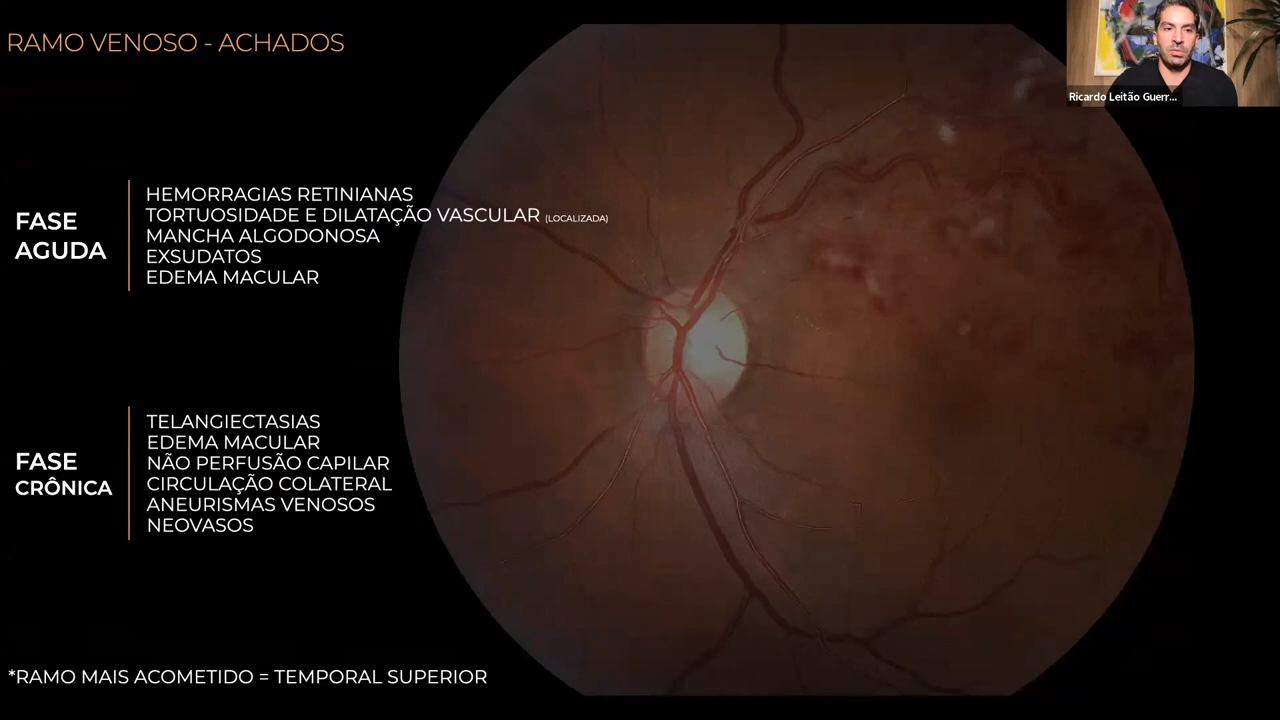 RAMO VENOSO - ACHADOS
Ricardo Leitão Guerr...
FASE
AGUDA
HEMORRAGIAS RETINIANAS
TORTUOSIDADE E DILATAÇÃO VASCULAR (LOCALIZADA)
MANCHA ALGODONOSA
EXSUDATOS
EDEMA MACULAR
FASE
CRÔNICA
TELANGIECTASIAS
EDEMA MACULAR
NÃO PERFUSÃO CAPILAR
CIRCULAÇÃO COLATERAL
ANEURISMAS VENOSOS
NEOVASOS
*RAMO MAIS ACOMETIDO = TEMPORAL SUPERIOR